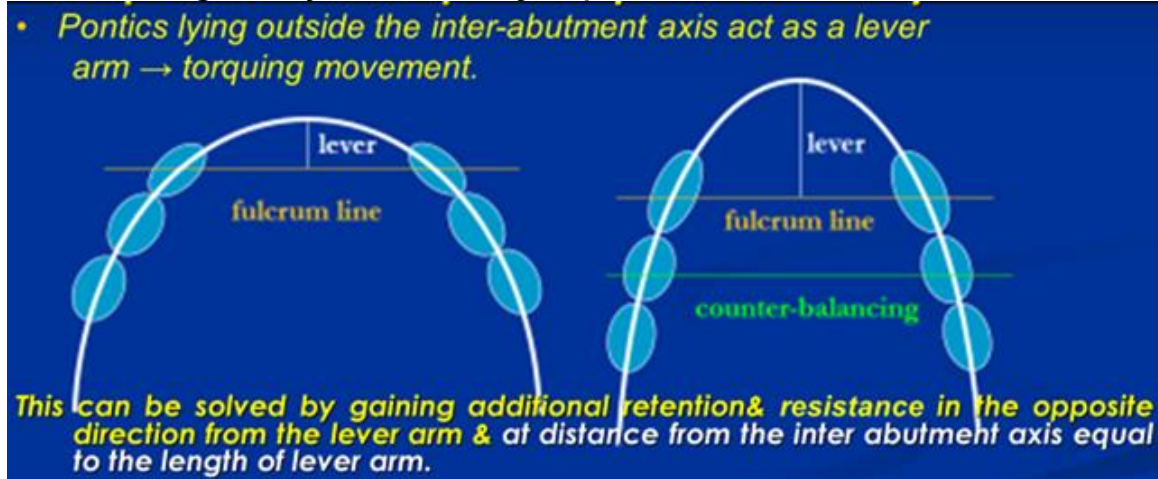 • Pontics lying outside the inter-abutment axis act as a lever
arm → torquing movement.
lever
fulcrum line
lever
fulcrum line
counter-balancing
This can be solved by gaining additional retention& resistance in the opposite
direction from the lever arm & at distance from the inter abutment axis equal
to the length of lever arm.